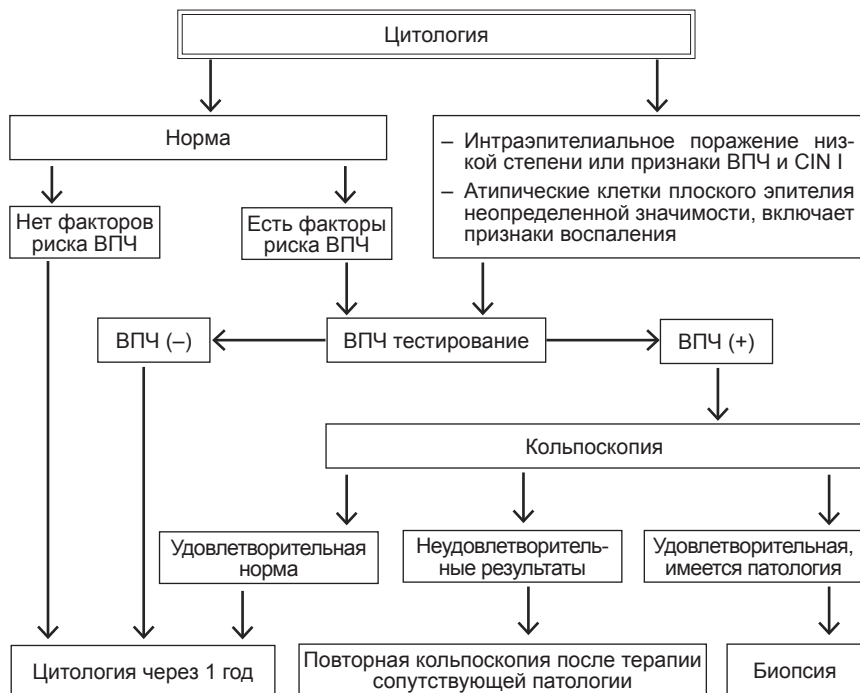 Цитология
Норма
– Интраэпителиальное поражение низ-
кой степени или признаки ВПЧ и CIN I
– Атипические клетки плоского эпителия
неопределенной значимости, включает
признаки воспаления
Нет факторов
риска ВПЧ
Есть факторы
риска ВПЧ
ВПЧ (–)
ВПЧ тестирование
ВПЧ (+)
Кольпоскопия
Удовлетворительная
норма
Неудовлетворитель-
ные результаты
Удовлетворительная,
имеется патология
Цитология через 1 год
Повторная кольпоскопия после терапии
сопутствующей патологии
Биопсия